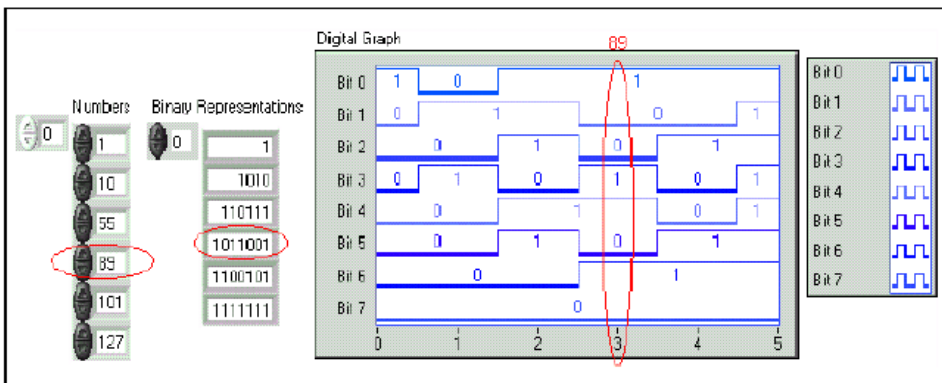 Digital Graph
89
Numbers
Binary Representations
0
1
10
55
89
101
127
0
1
1010
110111
1011001
1100101
1111111
Bit 0 1 0 1
Bit 1 0 1 0 1
Bit 2 0 1 0 1
Bit 3 0 1 0 1 0 1
Bit 4 0 1 0 1
Bit 5 0 1 0 1
Bit 6 0 1
Bit 7 0
0 1 2 3 4 5
Bit 0
Bit 1
Bit 2
Bit 3
Bit 4
Bit 5
Bit 6
Bit 7